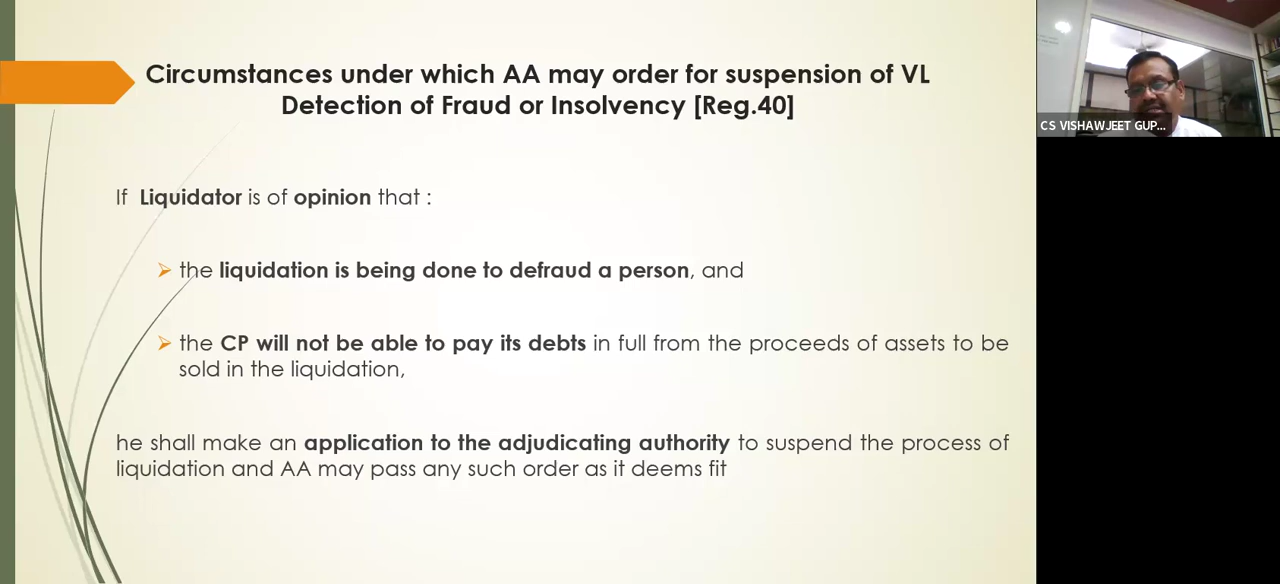 Circumstances under which AA may order for suspension of VL
Detection of Fraud or Insolvency [Reg.40]
If Liquidator is of opinion that :
the liquidation is being done to defraud a person, and
the CP will not be able to pay its debts in full from the proceeds of assets to be
sold in the liquidation,
he shall make an application to the adjudicating authority to suspend the process of
liquidation and AA may pass any such order as it deems fit
CS VISHAWJEET GUP...